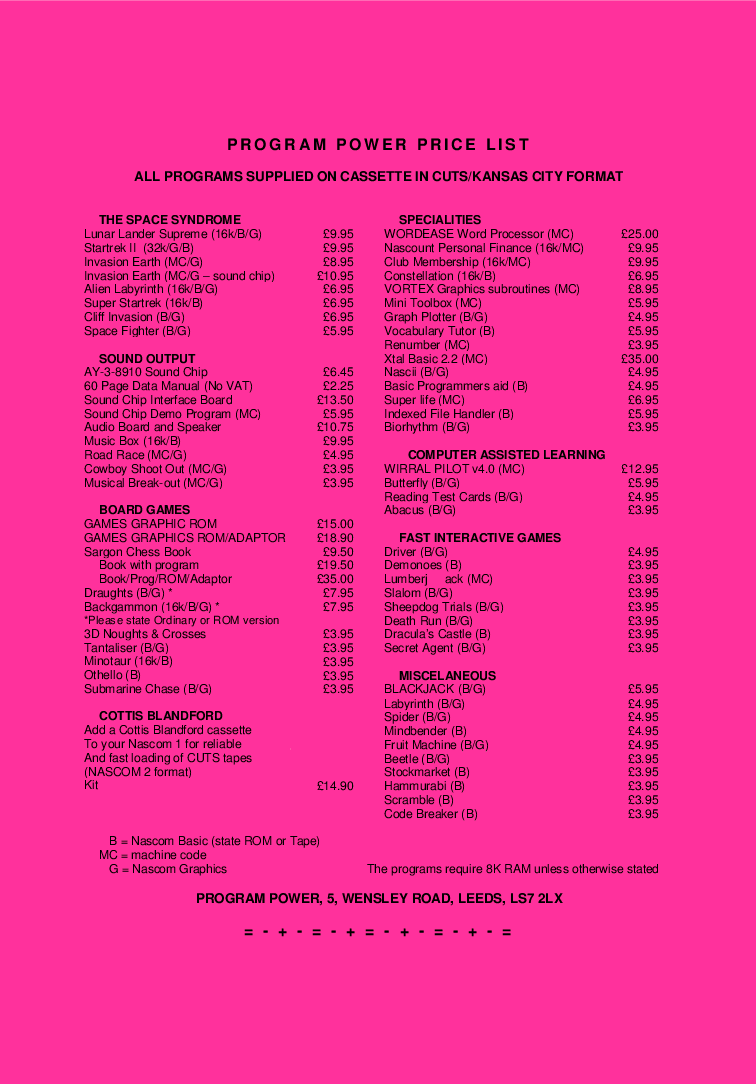 PROGRAM POWER PRICE LIST
ALL PROGRAMS SUPPLIED ON CASSETTE IN CUTS/KANSAS CITY FORMAT
THE SPACE SYNDROME
Lunar Lander Supreme (16k/B/G) £9.95
Startrek II (32k/G/B) £9.95
Invasion Earth (MC/G) £8.95
Invasion Earth (MC/G – sound chip) £10.95
Alien Labyrinth (16k/B/G) £6.95
Super Startrek (16k/B) £6.95
Cliff Invasion (B/G) £6.95
Space Fighter (B/G) £5.95
SOUND OUTPUT
AY-3-8910 Sound Chip £6.45
60 Page Data Manual (No VAT) £2.25
Sound Chip Interface Board £13.50
Sound Chip Demo Program (MC) £5.95
Audio Board and Speaker £10.75
Music Box (16k/B) £9.95
Road Race (MC/G) £4.95
Cowboy Shoot Out (MC/G) £3.95
Musical Break-out (MC/G) £3.95
BOARD GAMES
GAMES GRAPHIC ROM £15.00
GAMES GRAPHICS ROM/ADAPTOR £18.90
Sargon Chess Book £9.50
Book with program £19.50
Book/Prog/ROM/Adaptor £35.00
Draughts (B/G) * £7.95
Backgammon (16k/B/G) * £7.95
*Please state Ordinary or ROM version
3D Noughts & Crosses £3.95
Tantaliser (B/G) £3.95
Minotaur (16k/B) £3.95
Othello (B) £3.95
Submarine Chase (B/G) £3.95
COTTIS BLANDFORD
Add a Cottis Blandford cassette
To your Nascom 1 for reliable
And fast loading of CUTS tapes
(NASCOM 2 format)
Kit £14.90
SPECIALITIES
WORDEASE Word Processor (MC) £25.00
Nascount Personal Finance (16k/MC) £9.95
Club Membership (16k/MC) £9.95
Constellation (16k/B) £6.95
VORTEX Graphics subroutines (MC) £8.95
Mini Toolbox (MC) £5.95
Graph Plotter (B/G) £4.95
Vocabulary Tutor (B) £5.95
Renumber (MC) £3.95
Xtal Basic 2.2 (MC) £35.00
Nascii (B/G) £4.95
Basic Programmers aid (B) £4.95
Super life (MC) £6.95
Indexed File Handler (B) £5.95
Biorhythm (B/G) £3.95
COMPUTER ASSISTED LEARNING
WIRRAL PILOT v4.0 (MC) £12.95
Butterfly (B/G) £5.95
Reading Test Cards (B/G) £4.95
Abacus (B/G) £3.95
FAST INTERACTIVE GAMES
Driver (B/G) £4.95
Demonoes (B) £3.95
Lumberj ack (MC) £3.95
Slalom (B/G) £3.95
Sheepdog Trials (B/G) £3.95
Death Run (B/G) £3.95
Dracula's Castle (B) £3.95
Secret Agent (B/G) £3.95
MISCELANEOUS
BLACKJACK (B/G) £5.95
Labyrinth (B/G) £4.95
Spider (B/G) £4.95
Mindbender (B) £4.95
Fruit Machine (B/G) £4.95
Beetle (B/G) £3.95
Stockmarket (B) £3.95
Hammurabi (B) £3.95
Scramble (B) £3.95
Code Breaker (B) £3.95
B = Nascom Basic (state ROM or Tape)
MC = machine code
G = Nascom Graphics
The programs require 8K RAM unless otherwise stated
PROGRAM POWER, 5, WENSLEY ROAD, LEEDS, LS7 2LX
= - + - = - + = - + - = - + - =